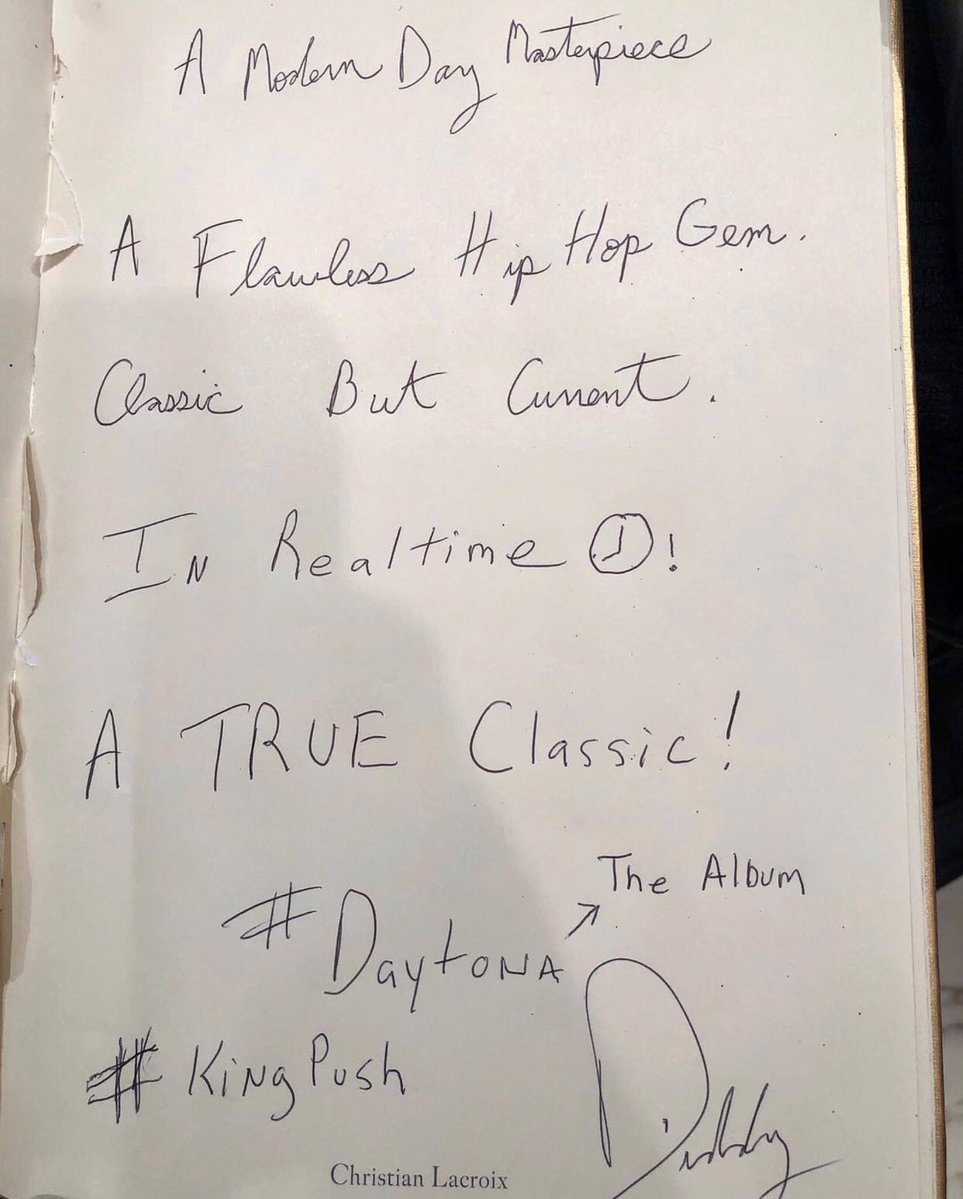 A Modern Day Masterpiece
A Flawless Hip Hop Gem.
Classic But Current.
In Realtime ①!
A TRUE Classic!
The Album
#Daytona ↗
#King Push
Diddy
Christian Lacroix